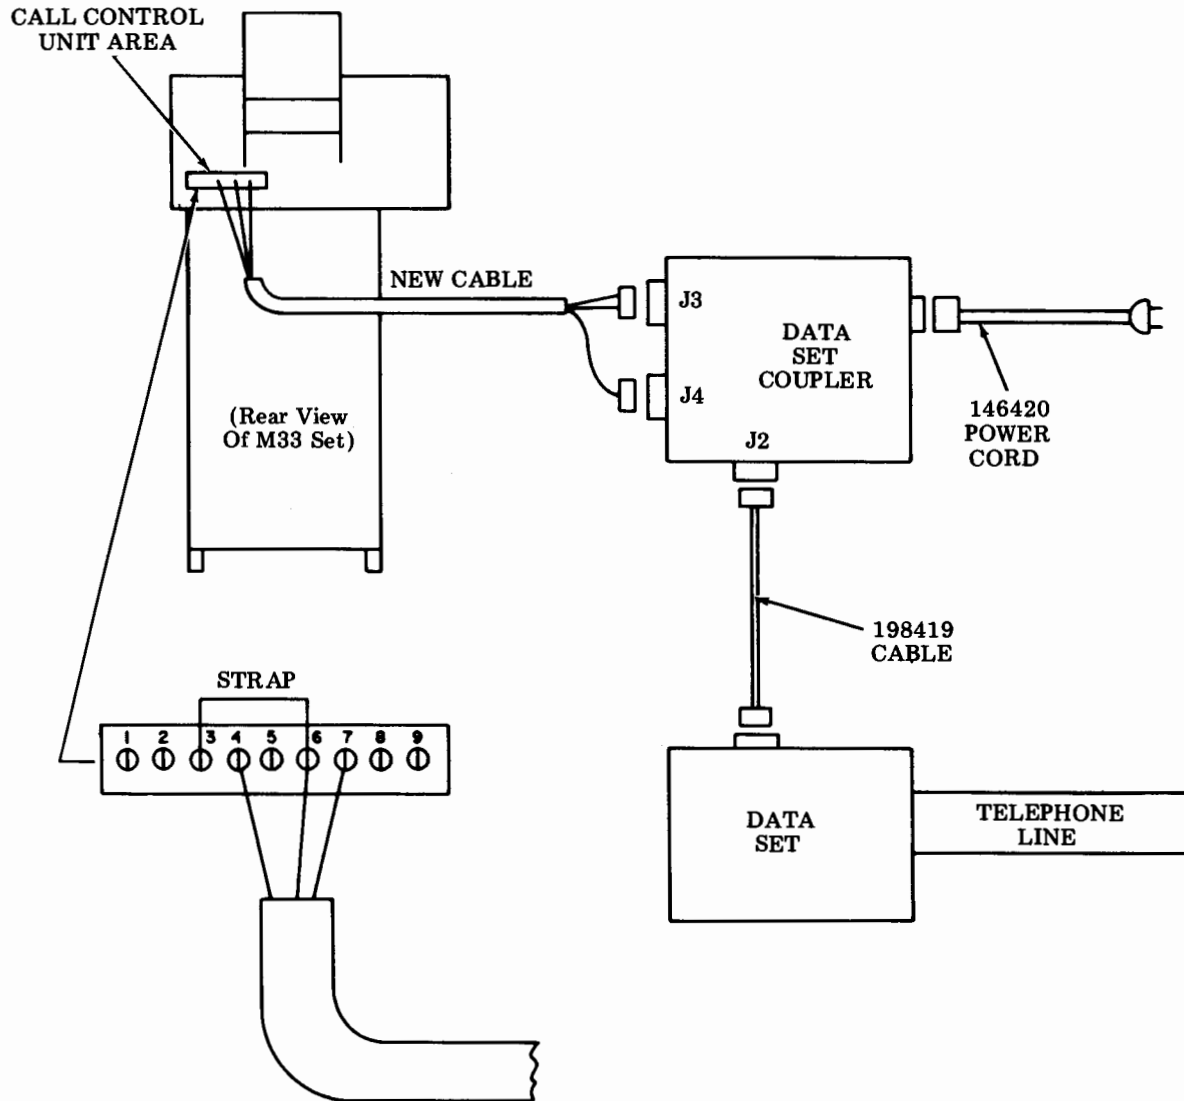 CALL CONTROL
UNIT AREA
NEW CABLE
J3
J4
DATA
SET
COUPLER
J2
146420
POWER
CORD
(Rear View
Of M33 Set)
198419
CABLE
STRAP
1 2 3 4 5 6 7 8 9
DATA
SET
TELEPHONE
LINE